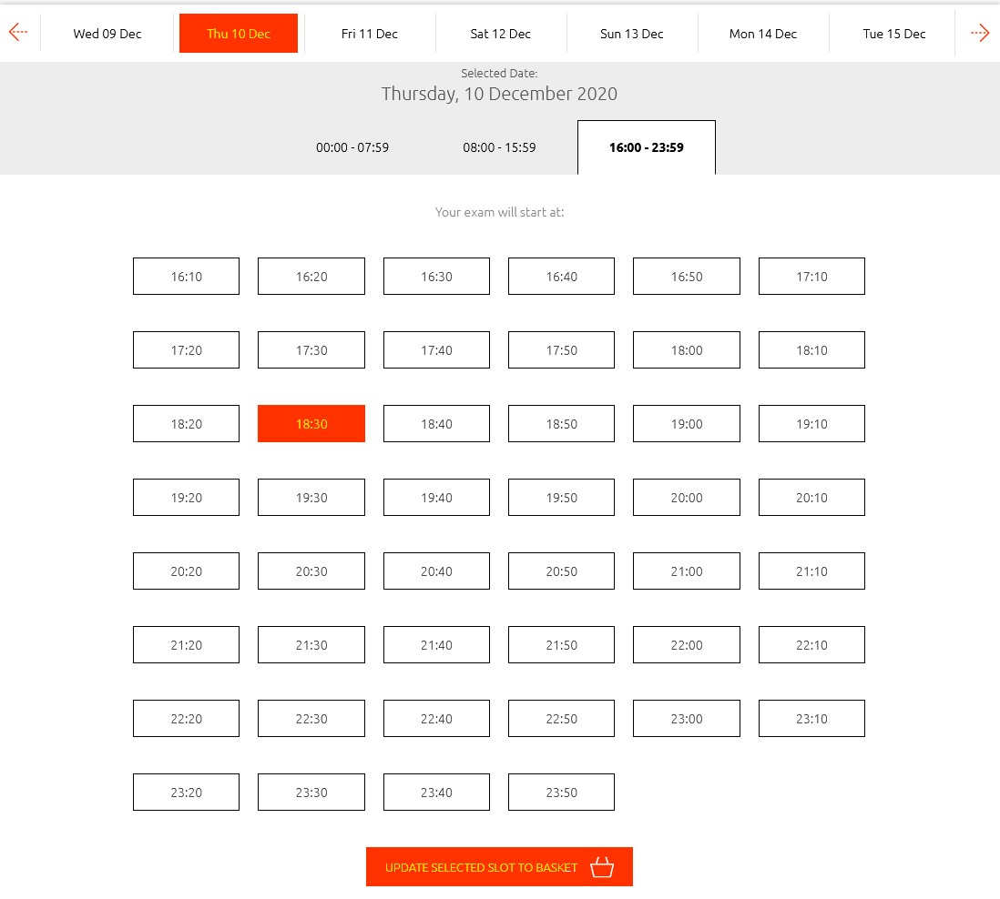 Wed 09 Dec Thu 10 Dec Fri 11 Dec Sat 12 Dec Sun 13 Dec Mon 14 Dec Tue 15 Dec
Selected Date:
Thursday, 10 December 2020
00:00 - 07:59 08:00 - 15:59 16:00 - 23:59
Your exam will start at:
16:10 16:20 16:30 16:40 16:50 17:10
17:20 17:30 17:40 17:50 18:00 18:10
18:20 18:30 18:40 18:50 19:00 19:10
19:20 19:30 19:40 19:50 20:00 20:10
20:20 20:30 20:40 20:50 21:00 21:10
21:20 21:30 21:40 21:50 22:00 22:10
22:20 22:30 22:40 22:50 23:00 23:10
23:20 23:30 23:40 23:50
UPDATE SELECTED SLOT TO BASKET